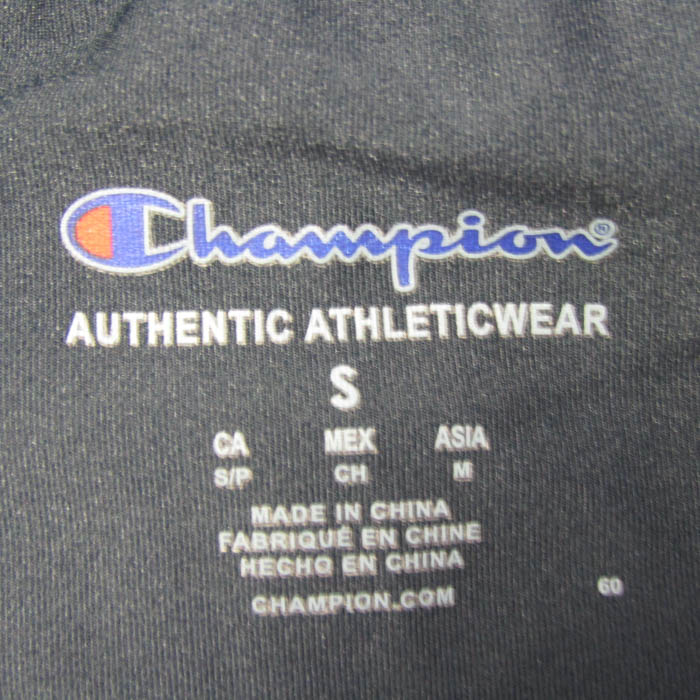 Champion®
AUTHENTIC ATHLETICWEAR
S
CA MEX ASIA
S/P CH M
MADE IN CHINA
FABRIQUÉ EN CHINE
HECHO EN CHINA
CHAMPION.COM
60